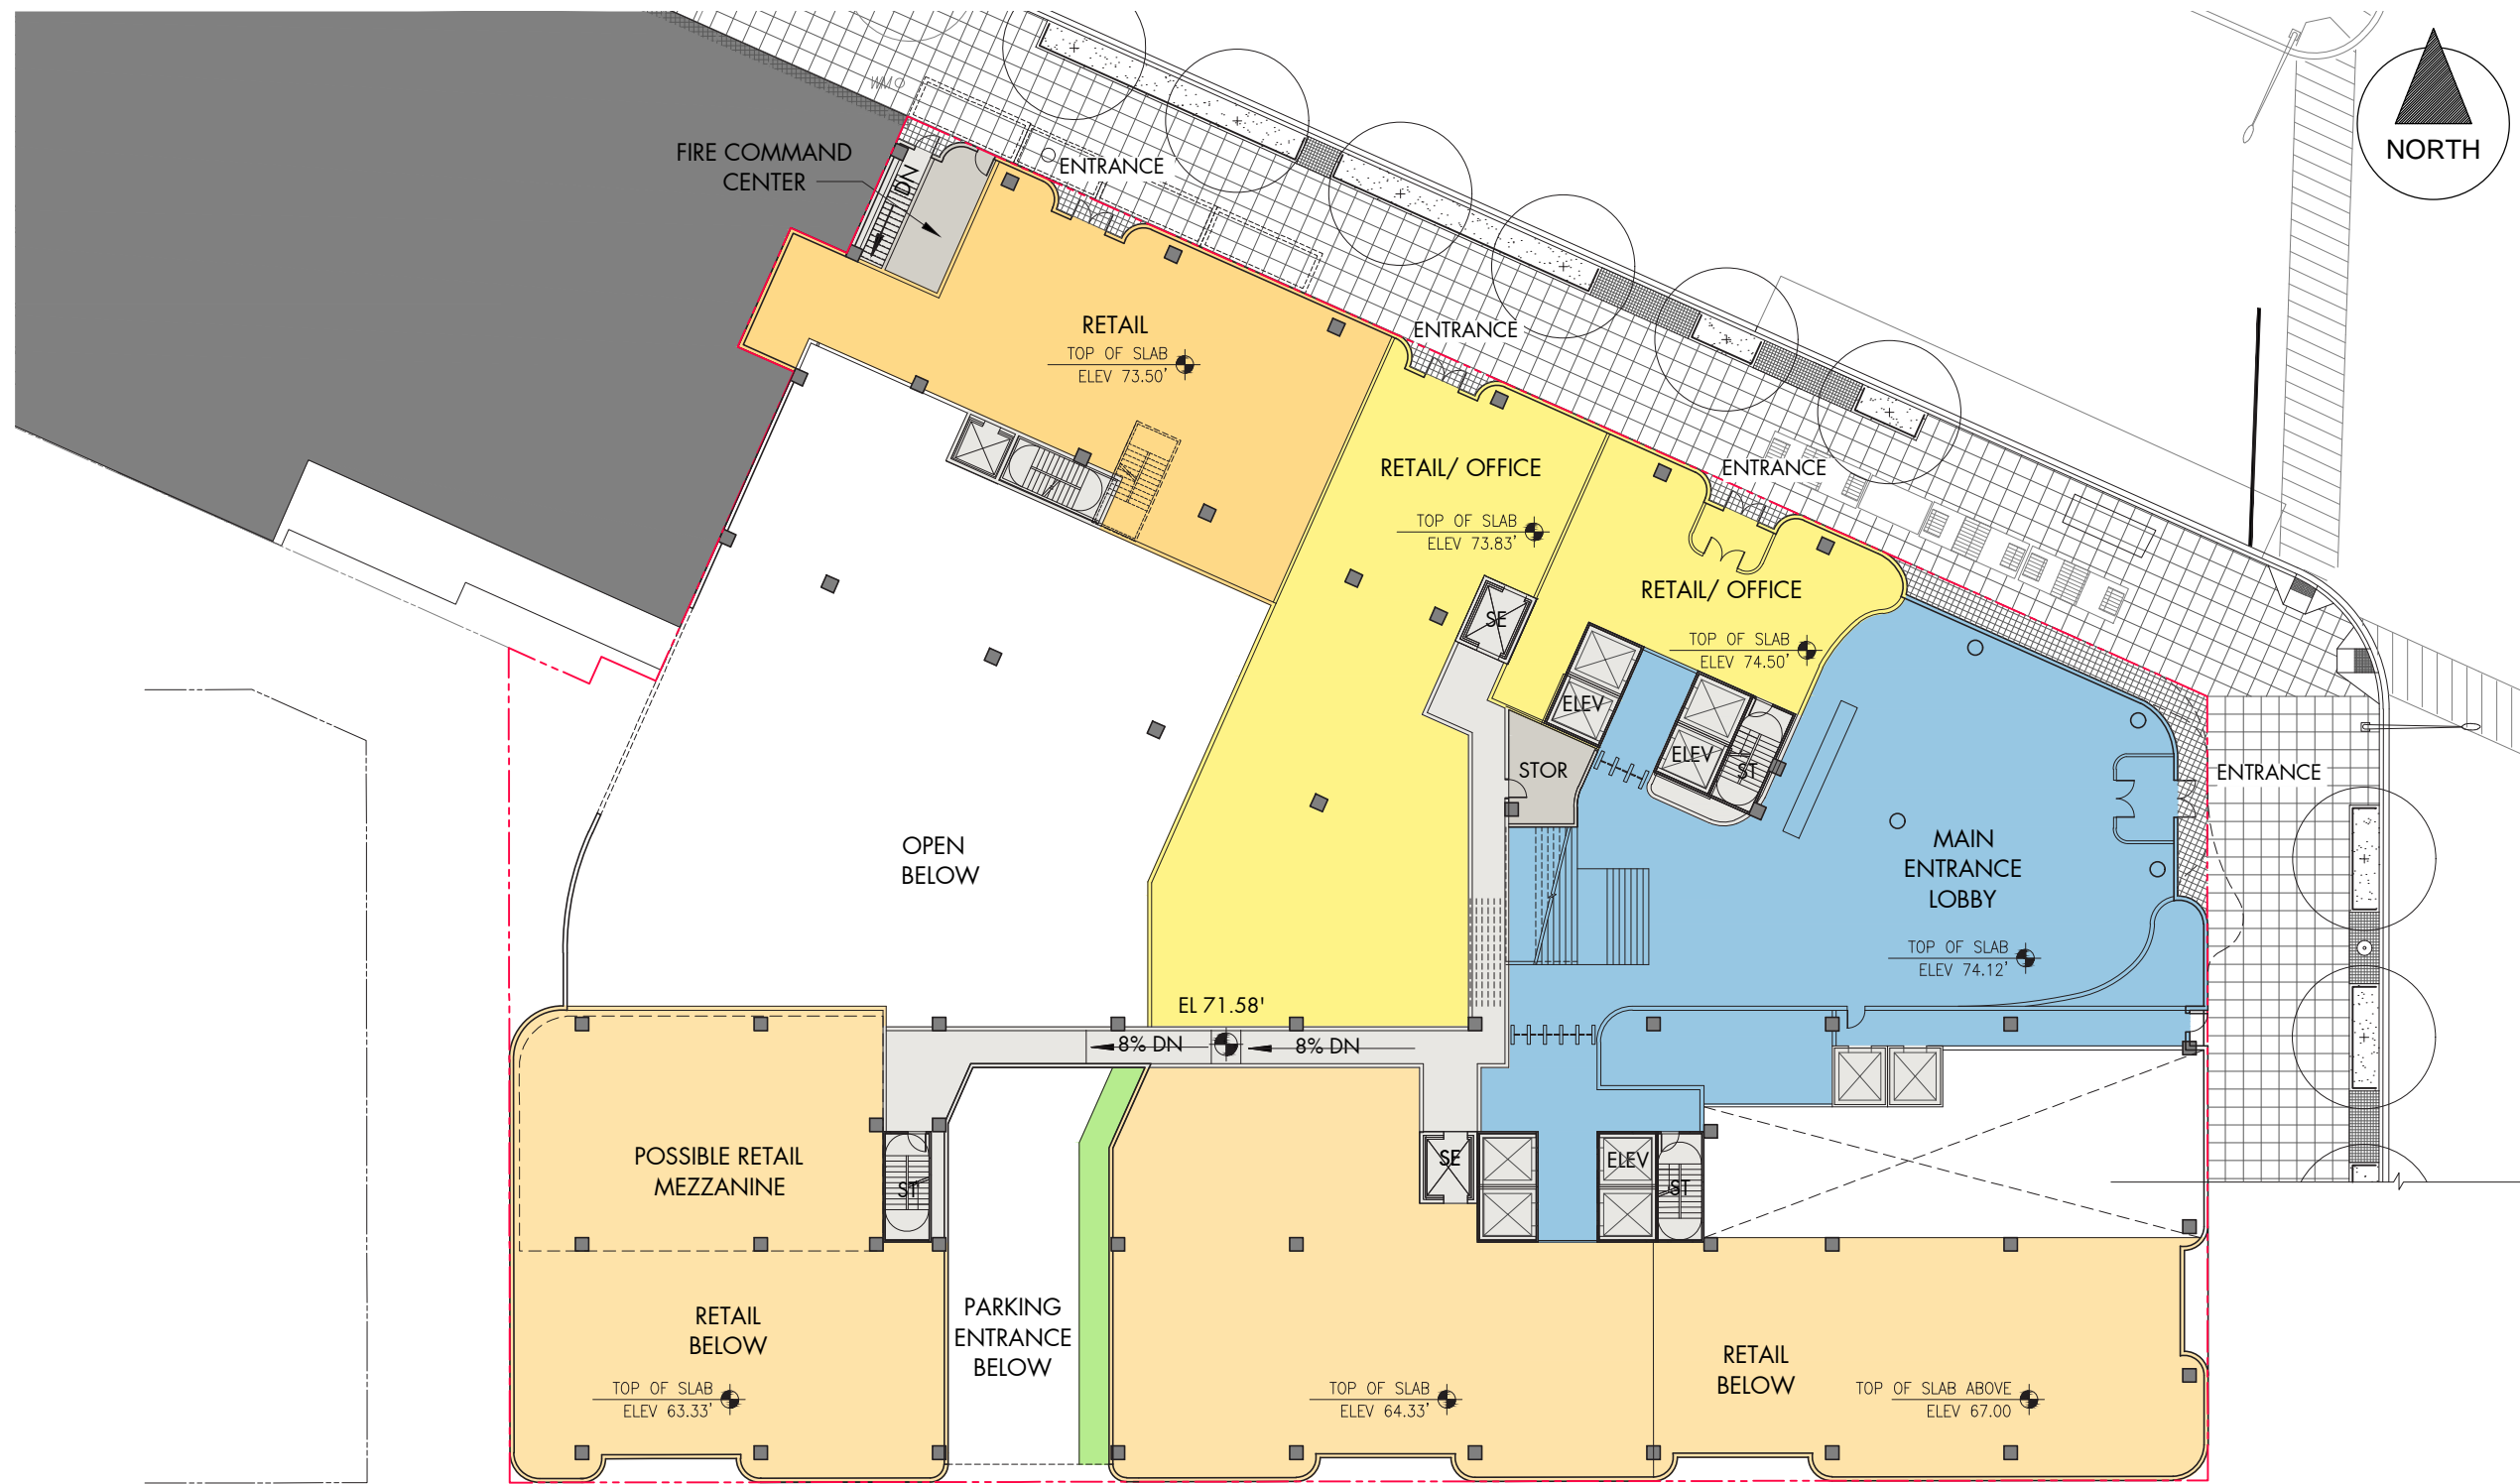 NORTH
WMO
FIRE COMMAND
CENTER
DN
ENTRANCE
RETAIL
TOP OF SLAB
ELEV 73.50'
ENTRANCE
RETAIL/ OFFICE
TOP OF SLAB
ELEV 73.83'
ENTRANCE
RETAIL/ OFFICE
TOP OF SLAB
ELEV 74.50'
SE
ELEV
ELEV
ST
STOR
ENTRANCE
OPEN
BELOW
MAIN
ENTRANCE
LOBBY
TOP OF SLAB
ELEV 74.12'
EL 71.58'
8% DN
8% DN
POSSIBLE RETAIL
MEZZANINE
ST
SE
ELEV
ST
RETAIL
BELOW
TOP OF SLAB
ELEV 63.33'
PARKING
ENTRANCE
BELOW
TOP OF SLAB
ELEV 64.33'
RETAIL
BELOW
TOP OF SLAB ABOVE
ELEV 67.00